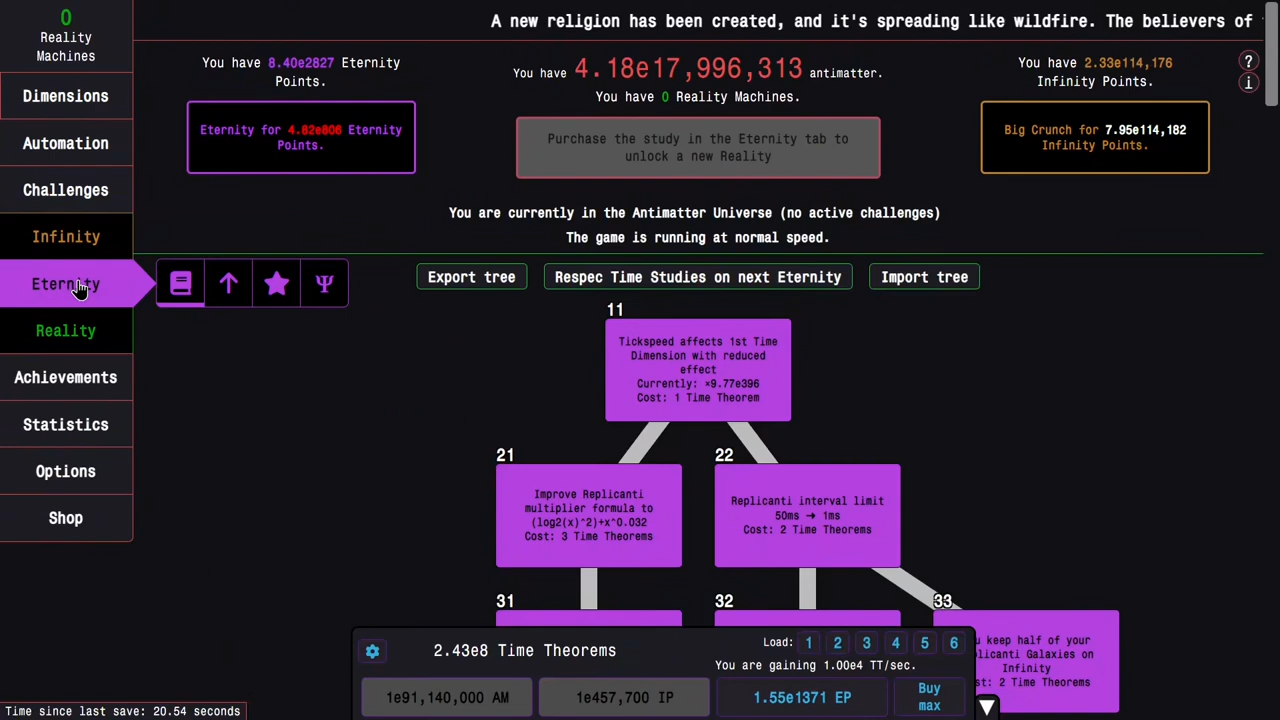 0
Reality
Machines
A new religion has been created, and it's spreading like wildfire. The believers of
Dimensions
Automation
Challenges
Infinity
Eternity
Reality
Achievements
Statistics
Options
Shop
You have 8.40e2827 Eternity
Points.
Eternity for 4.82e806 Eternity
Points.
You have 4.18e17,996,313 antimatter.
You have 0 Reality Machines.
Purchase the study in the Eternity tab to
unlock a new Reality
You have 2.33e114,176
Infinity Points.
Big Crunch for 7.95e114,182
Infinity Points.
?
i
You are currently in the Antimatter Universe (no active challenges)
The game is running at normal speed.
Ψ
Export tree
Respec Time Studies on next Eternity
Import tree
11
Tickspeed affects 1st Time
Dimension with reduced
effect
Currently: ×9.77e396
Cost: 1 Time Theorem
21
Improve Replicanti
multiplier formula to
(log2(x)^2)+x^0.032
Cost: 3 Time Theorems
22
Replicanti interval limit
50ms → 1ms
Cost: 2 Time Theorems
31
32
33
keep half of your
Galaxies on
Infinity
2 Time Theorems
2.43e8 Time Theorems
Load: 1 2 3 4 5 6
You are gaining 1.00e4 TT/sec.
1e91,140,000 AM
1e457,700 IP
1.55e1371 EP
Buy
max
Time since last save: 20.54 seconds